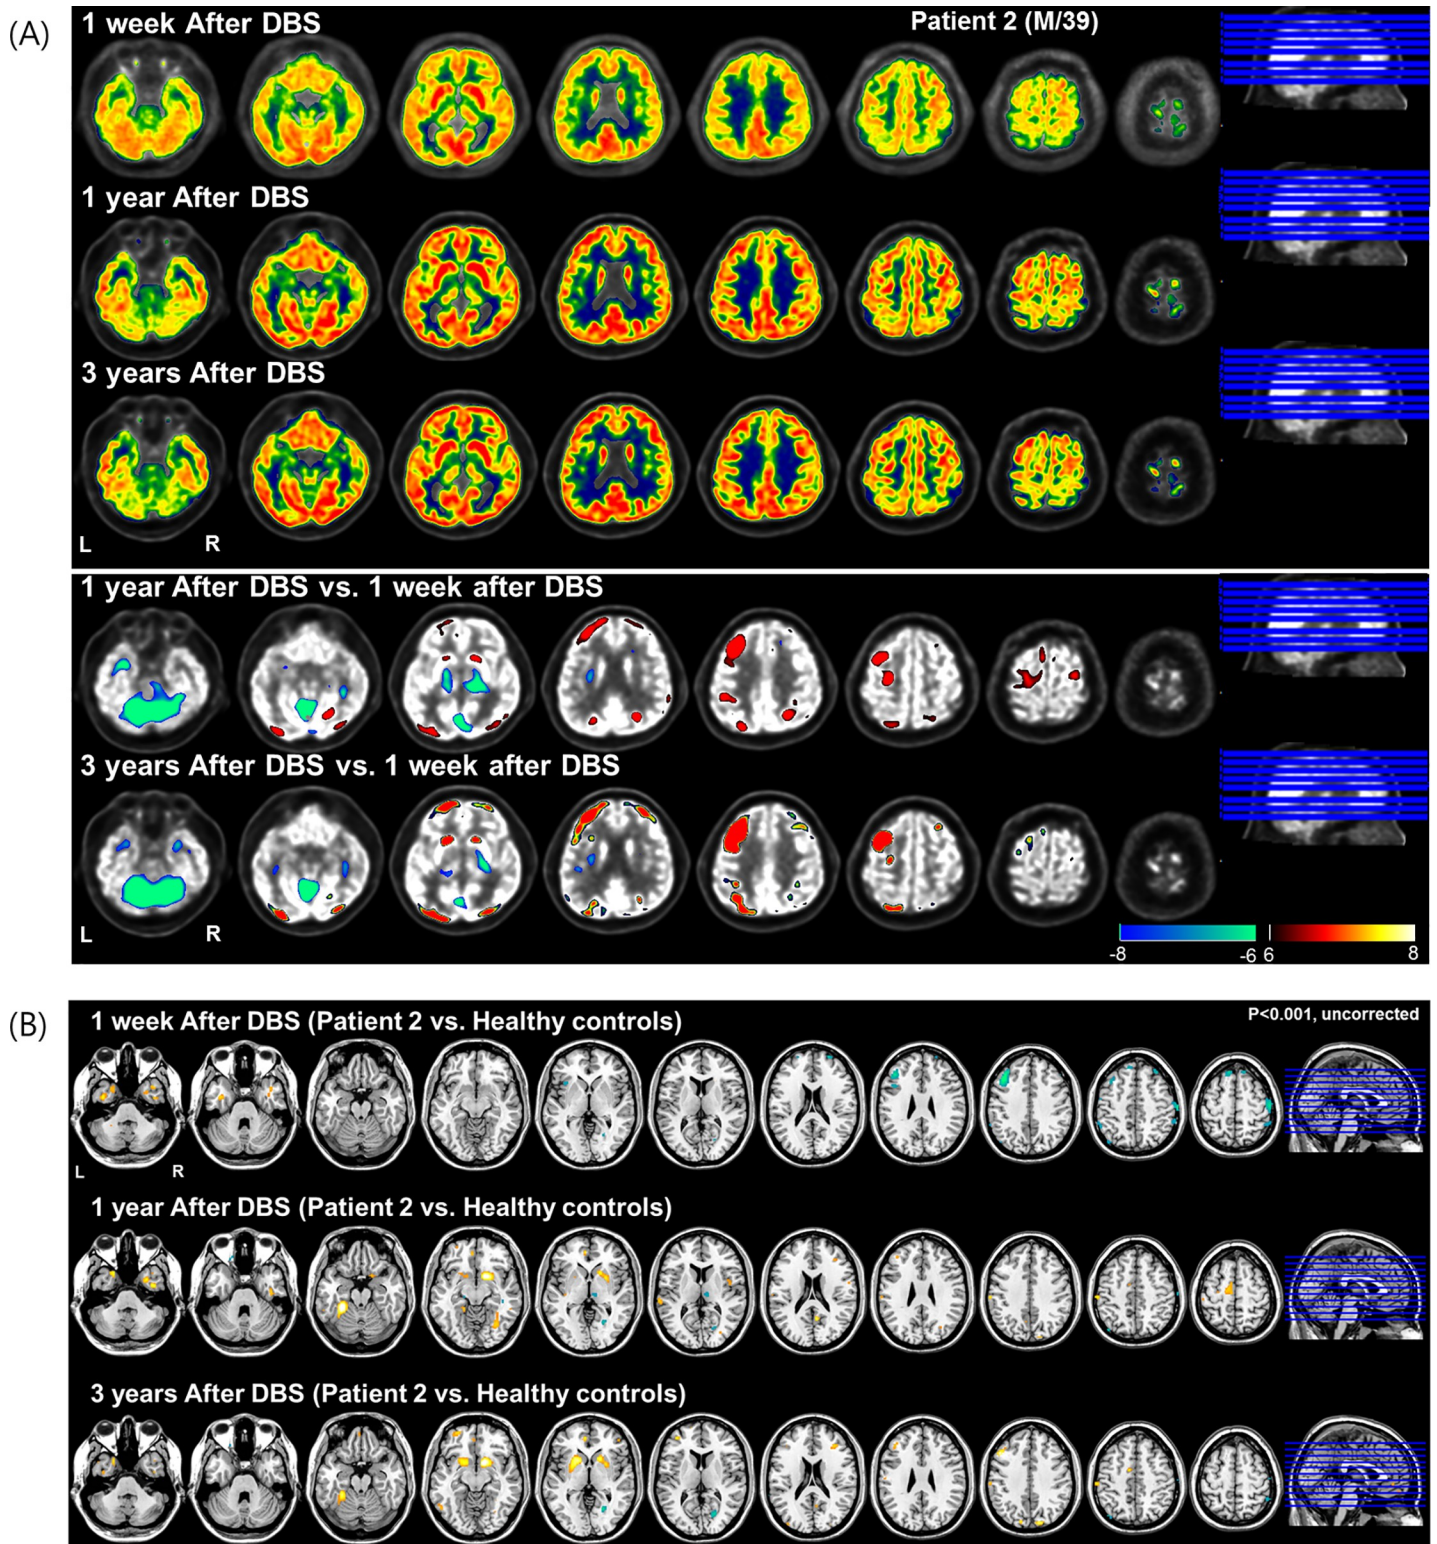 (A)
1 week After DBS
Patient 2 (M/39)
1 year After DBS
3 years After DBS
L R
1 year After DBS vs. 1 week after DBS
3 years After DBS vs. 1 week after DBS
L R
-8 -6 6 8
(B)
1 week After DBS (Patient 2 vs. Healthy controls)
P<0.001, uncorrected
L R
1 year After DBS (Patient 2 vs. Healthy controls)
3 years After DBS (Patient 2 vs. Healthy controls)